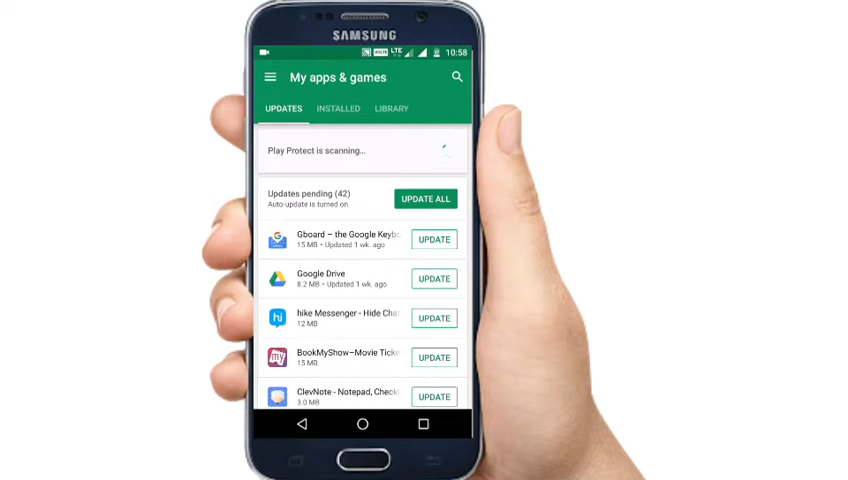 SAMSUNG
LTE 10:58
My apps & games
UPDATES INSTALLED LIBRARY
Play Protect is scanning...
Updates pending (42)
Auto-update is turned on
UPDATE ALL
Gboard – the Google Keybo
15 MB • Updated 1 wk. ago
UPDATE
Google Drive
8.2 MB • Updated 1 wk. ago
UPDATE
hike Messenger - Hide Cha
12 MB
UPDATE
BookMyShow–Movie Ticke
15 MB
UPDATE
ClevNote - Notepad, Check
3.0 MB
UPDATE